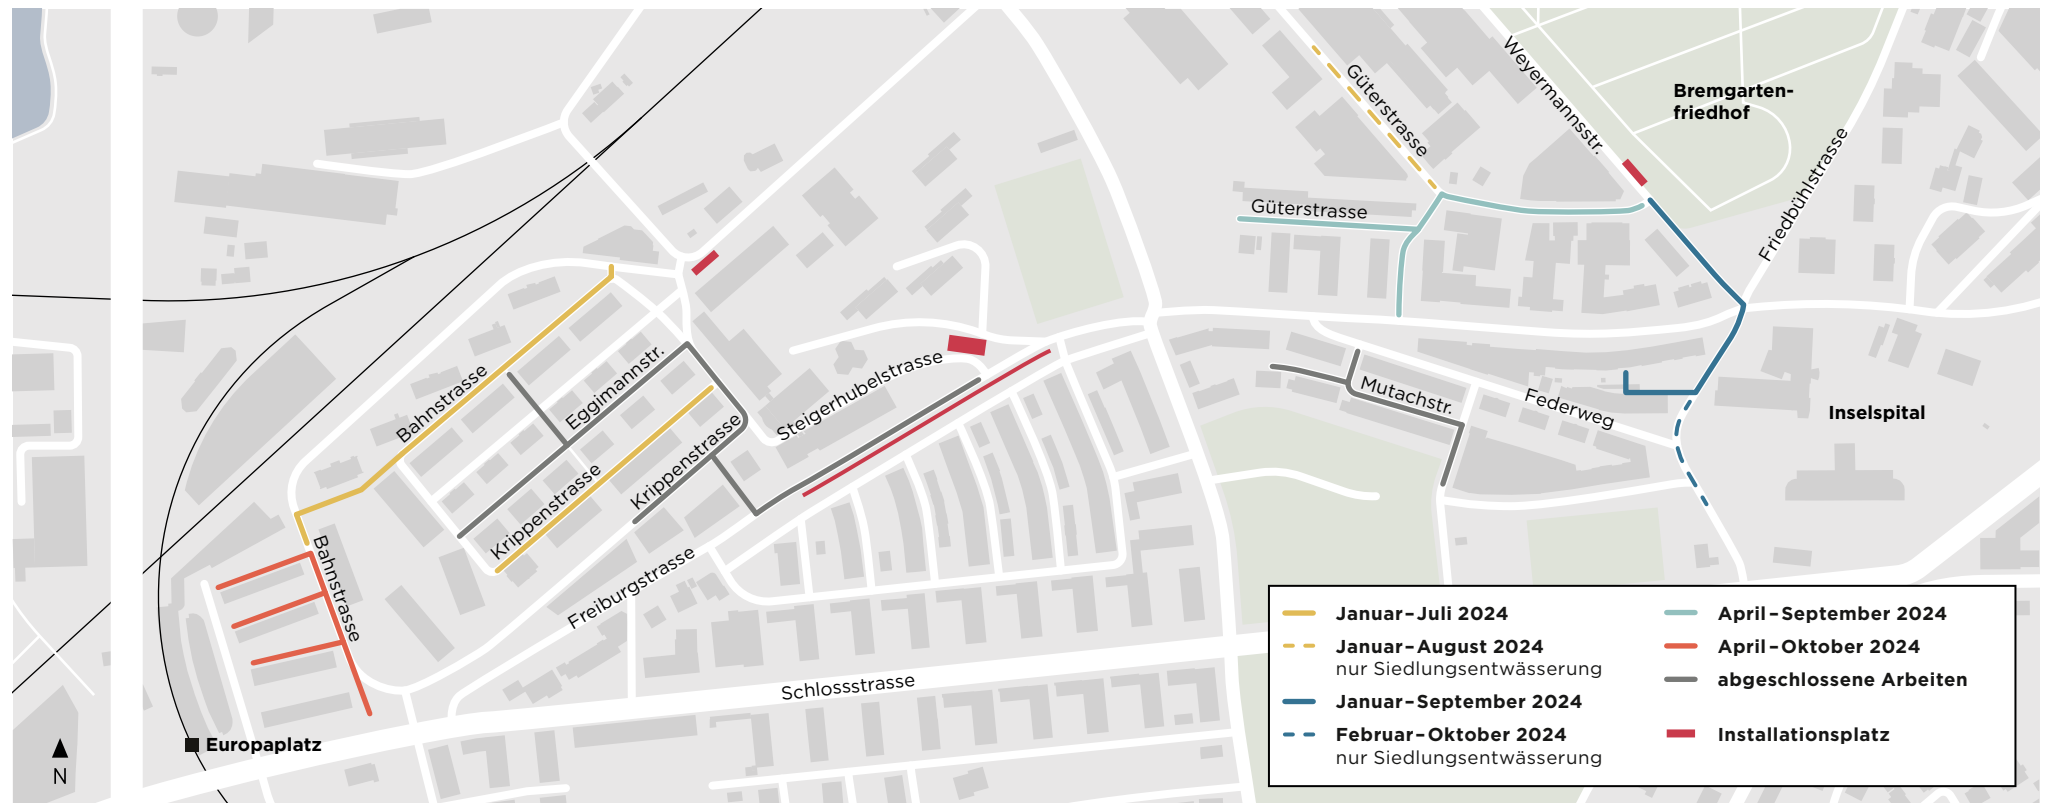 Weyermannsstr.
Güterstrasse
Bremgarten-
friedhof
Friedbühlstrasse
Güterstrasse
Bahnstrasse
Eggimannstr.
Steigerhubelstrasse
Mutachstr.
Federweg
Inselspital
Krippenstrasse
Krippenstrasse
Bahnstrasse
Freiburgstrasse
Schlossstrasse
Europaplatz
N
Januar–Juli 2024
Januar–August 2024
nur Siedlungsentwässerung
Januar–September 2024
Februar–Oktober 2024
nur Siedlungsentwässerung
April–September 2024
April–Oktober 2024
abgeschlossene Arbeiten
Installationsplatz